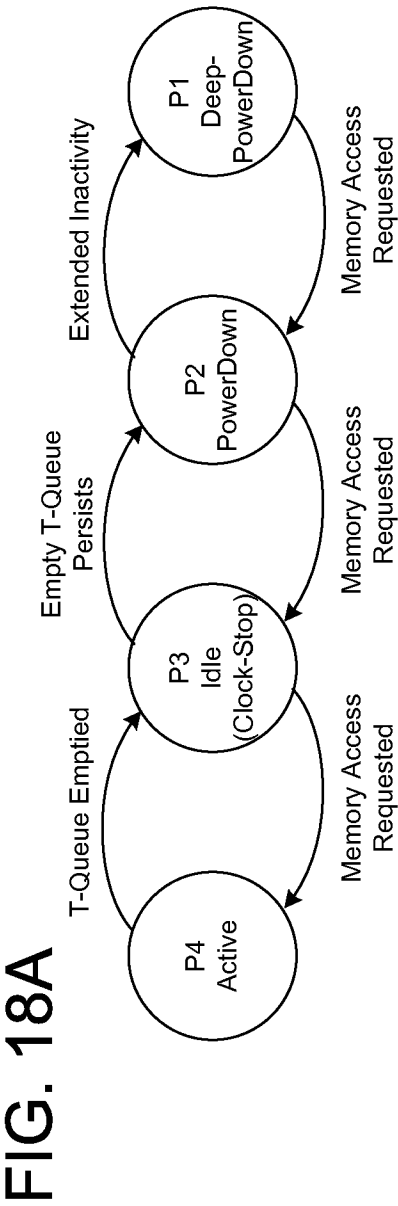 FIG. 18A
T-Queue Emptied
Empty T-Queue
Persists
Extended Inactivity
P4
Active
P3
Idle
(Clock-Stop)
P2
PowerDown
P1
Deep-
PowerDown
Memory Access
Requested
Memory Access
Requested
Memory Access
Requested